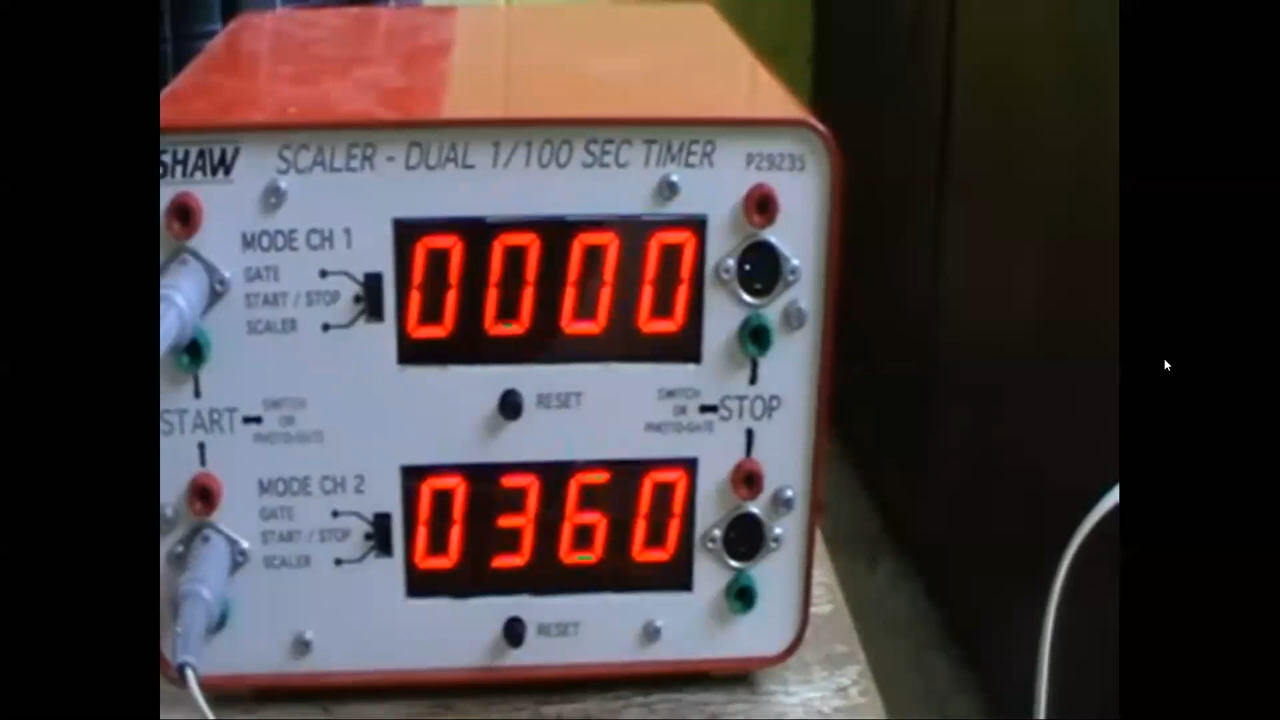 SHAW SCALER - DUAL 1/100 SEC TIMER P29235
MODE CH 1
GATE
START / STOP
SCALER
0000
RESET
START
SWITCH
OR
PHOTO-GATE
SWITCH
OR
PHOTO-GATE
STOP
MODE CH 2
GATE
START / STOP
SCALER
0360
RESET